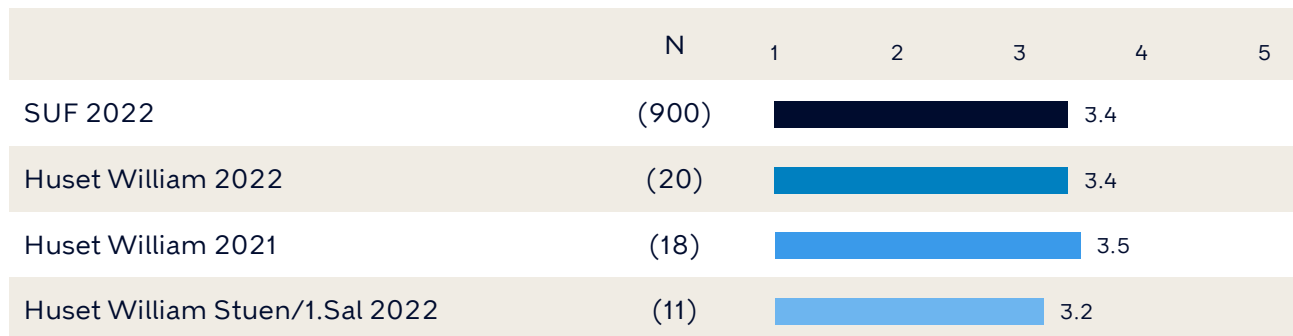 N 1 2 3 4 5
SUF 2022 (900) 3.4
Huset William 2022 (20) 3.4
Huset William 2021 (18) 3.5
Huset William Stuen/1.Sal 2022 (11) 3.2